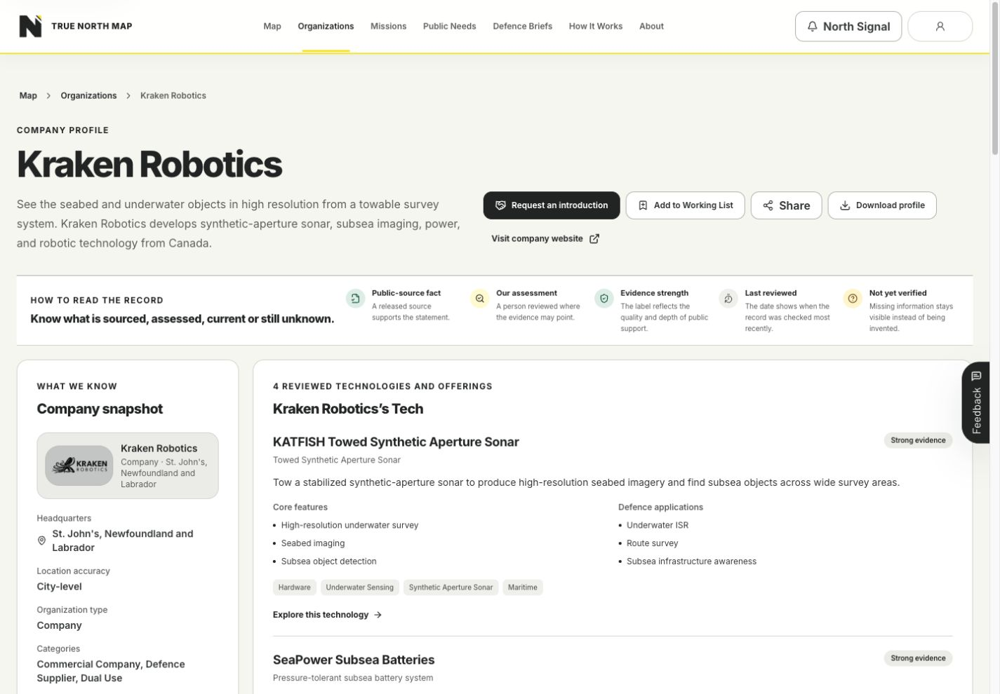 TRUE NORTH MAP
Map
Organizations
Missions
Public Needs
Defence Briefs
How It Works
About
North Signal
Map
Organizations
Kraken Robotics
COMPANY PROFILE
Kraken Robotics
See the seabed and underwater objects in high resolution from a towable survey
system. Kraken Robotics develops synthetic-aperture sonar, subsea imaging, power,
and robotic technology from Canada.
Request an introduction
Add to Working List
Share
Download profile
Visit company website
HOW TO READ THE RECORD
Know what is sourced, assessed, current or still unknown.
Public-source fact
A released source
supports the statement.
Our assessment
A person reviewed where
the evidence may point.
Evidence strength
The label reflects the
quality and depth of public
support.
Last reviewed
The date shows when the
record was checked most
recently.
Not yet verified
Missing information stays
visible instead of being
invented.
Feedback
WHAT WE KNOW
Company snapshot
KRAKEN
ROBOTICS
Kraken Robotics
Company · St. John's,
Newfoundland and
Labrador
Headquarters
St. John's, Newfoundland and
Labrador
Location accuracy
City-level
Organization type
Company
Categories
Commercial Company, Defence
Supplier, Dual Use
4 REVIEWED TECHNOLOGIES AND OFFERINGS
Kraken Robotics’s Tech
KATFISH Towed Synthetic Aperture Sonar
Strong evidence
Towed Synthetic Aperture Sonar
Tow a stabilized synthetic-aperture sonar to produce high-resolution seabed imagery and find subsea objects across wide survey areas.
Core features
High-resolution underwater survey
Seabed imaging
Subsea object detection
Defence applications
Underwater ISR
Route survey
Subsea infrastructure awareness
Hardware
Underwater Sensing
Synthetic Aperture Sonar
Maritime
Explore this technology
SeaPower Subsea Batteries
Strong evidence
Pressure-tolerant subsea battery system